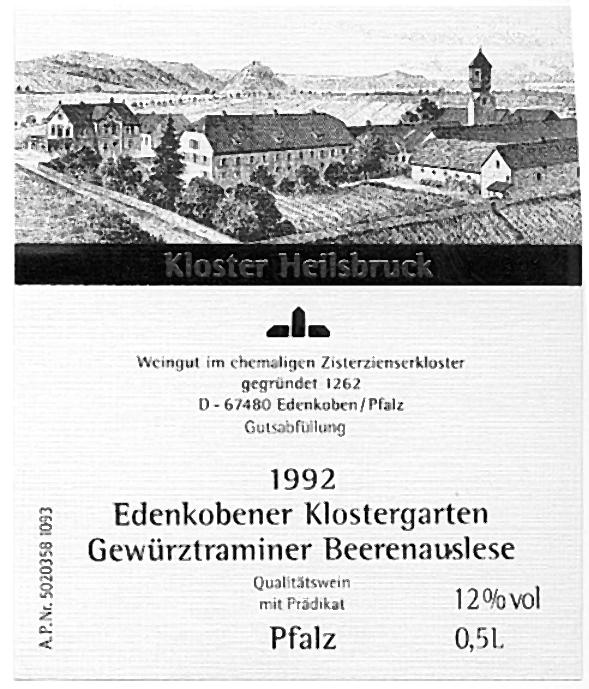 Kloster Heilsbruck
Weingut im ehemaligen Zisterzienserkloster
gegründet 1262
D - 67480 Edenkoben/Pfalz
Gutsabfüllung
1992
Edenkobener Klostergarten
Gewürztraminer Beerenauslese
Qualitätswein
mit Prädikat
12% vol
Pfalz
0,5L
A.P.Nr. 5020358 1093